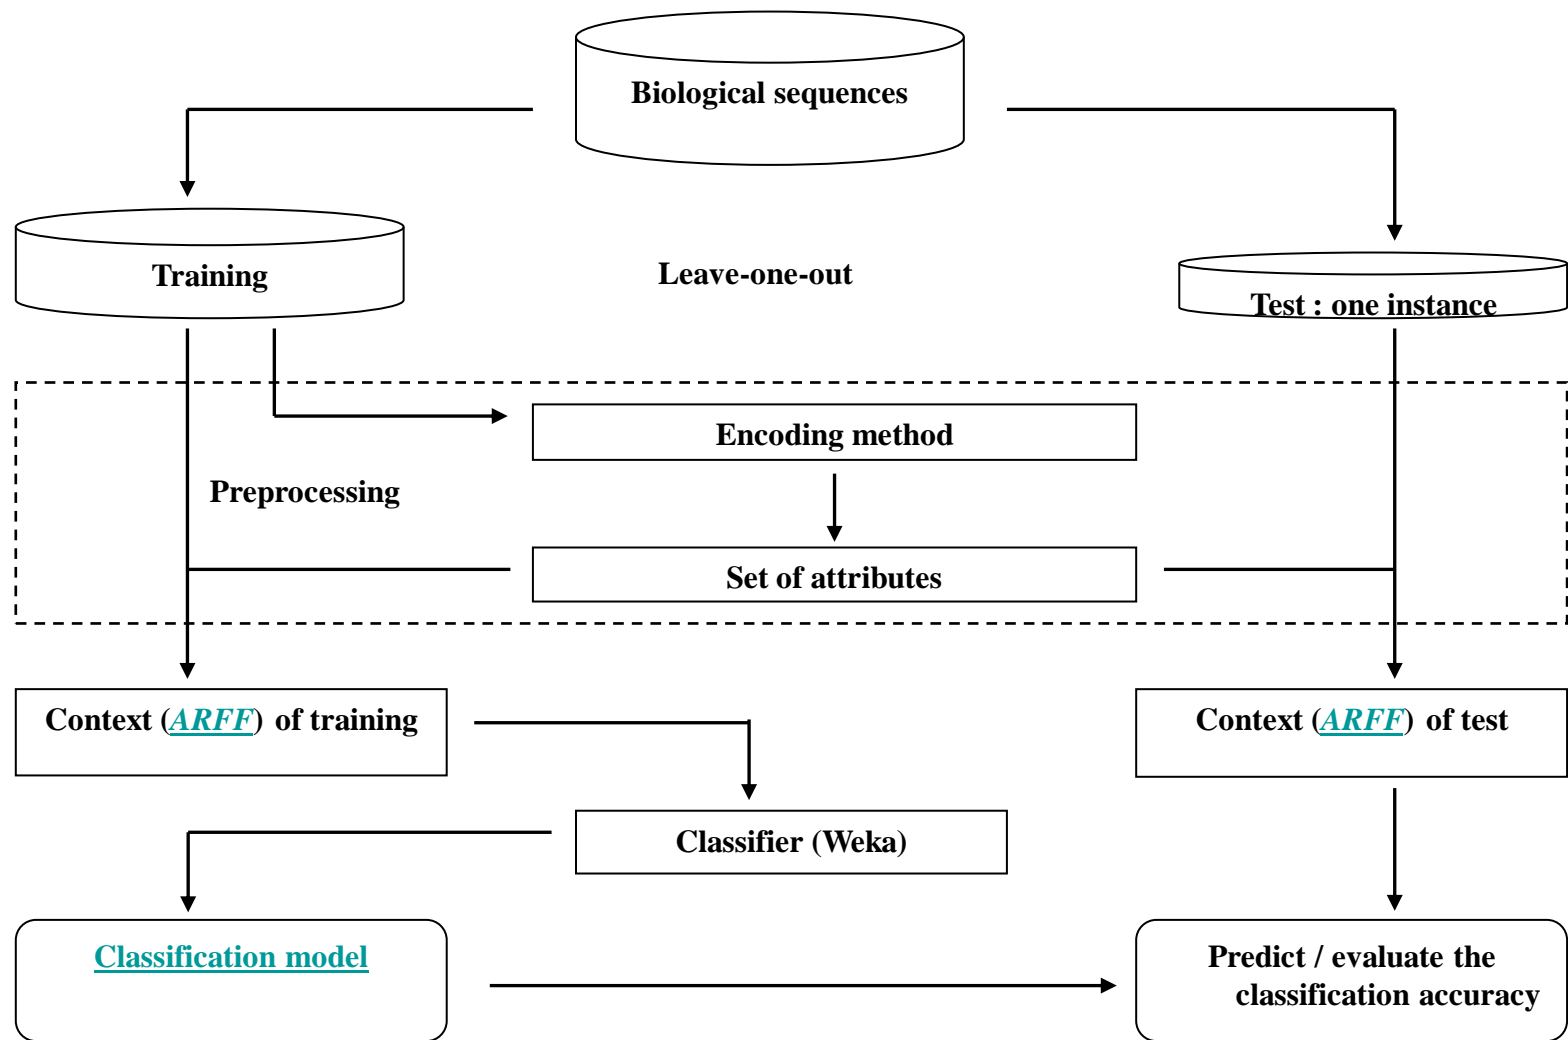 Biological sequences
Training
Leave-one-out
Test : one instance
Encoding method
Preprocessing
Set of attributes
Context (ARFF) of training
Context (ARFF) of test
Classifier (Weka)
Classification model
Predict / evaluate the
classification accuracy